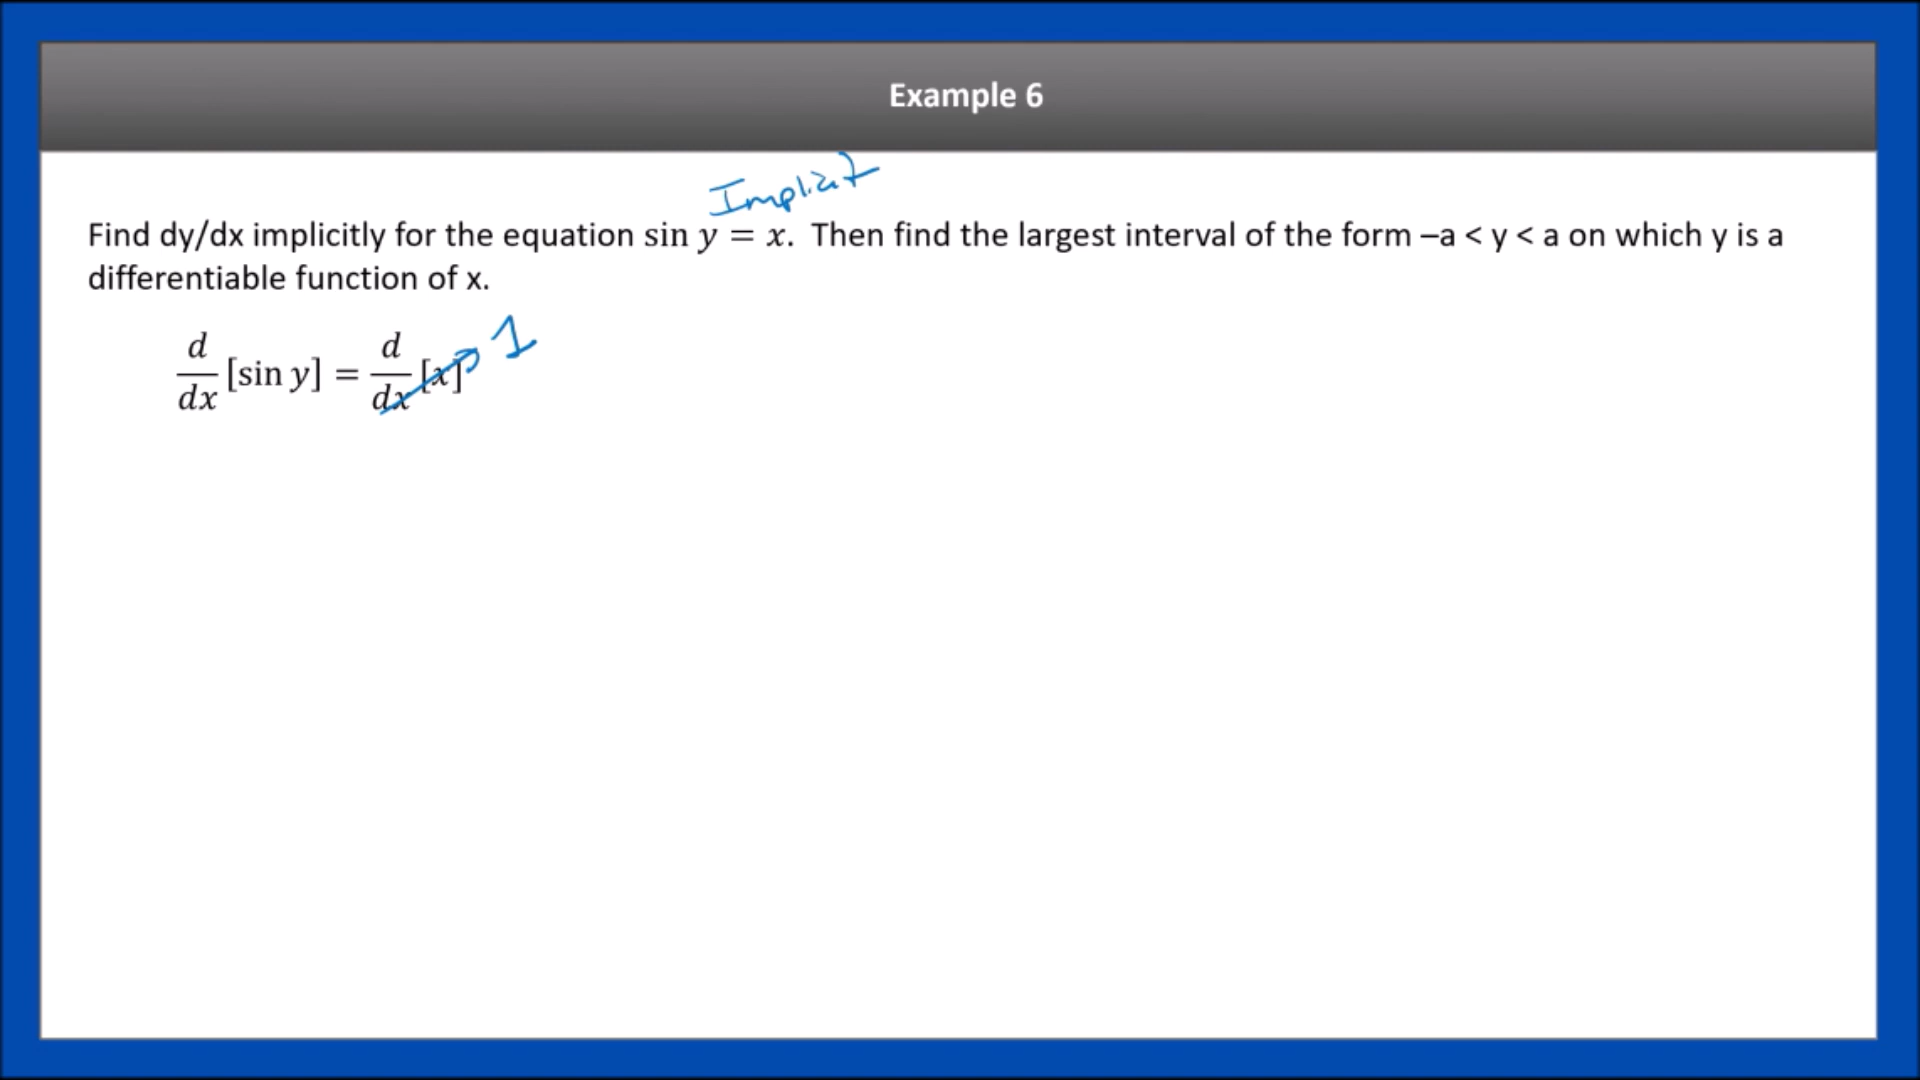 Example 6
Implicit
Find dy/dx implicitly for the equation sin y = x. Then find the largest interval of the form –a < y < a on which y is a
differentiable function of x.
d/dx [sin y] = d/dx [x] 1